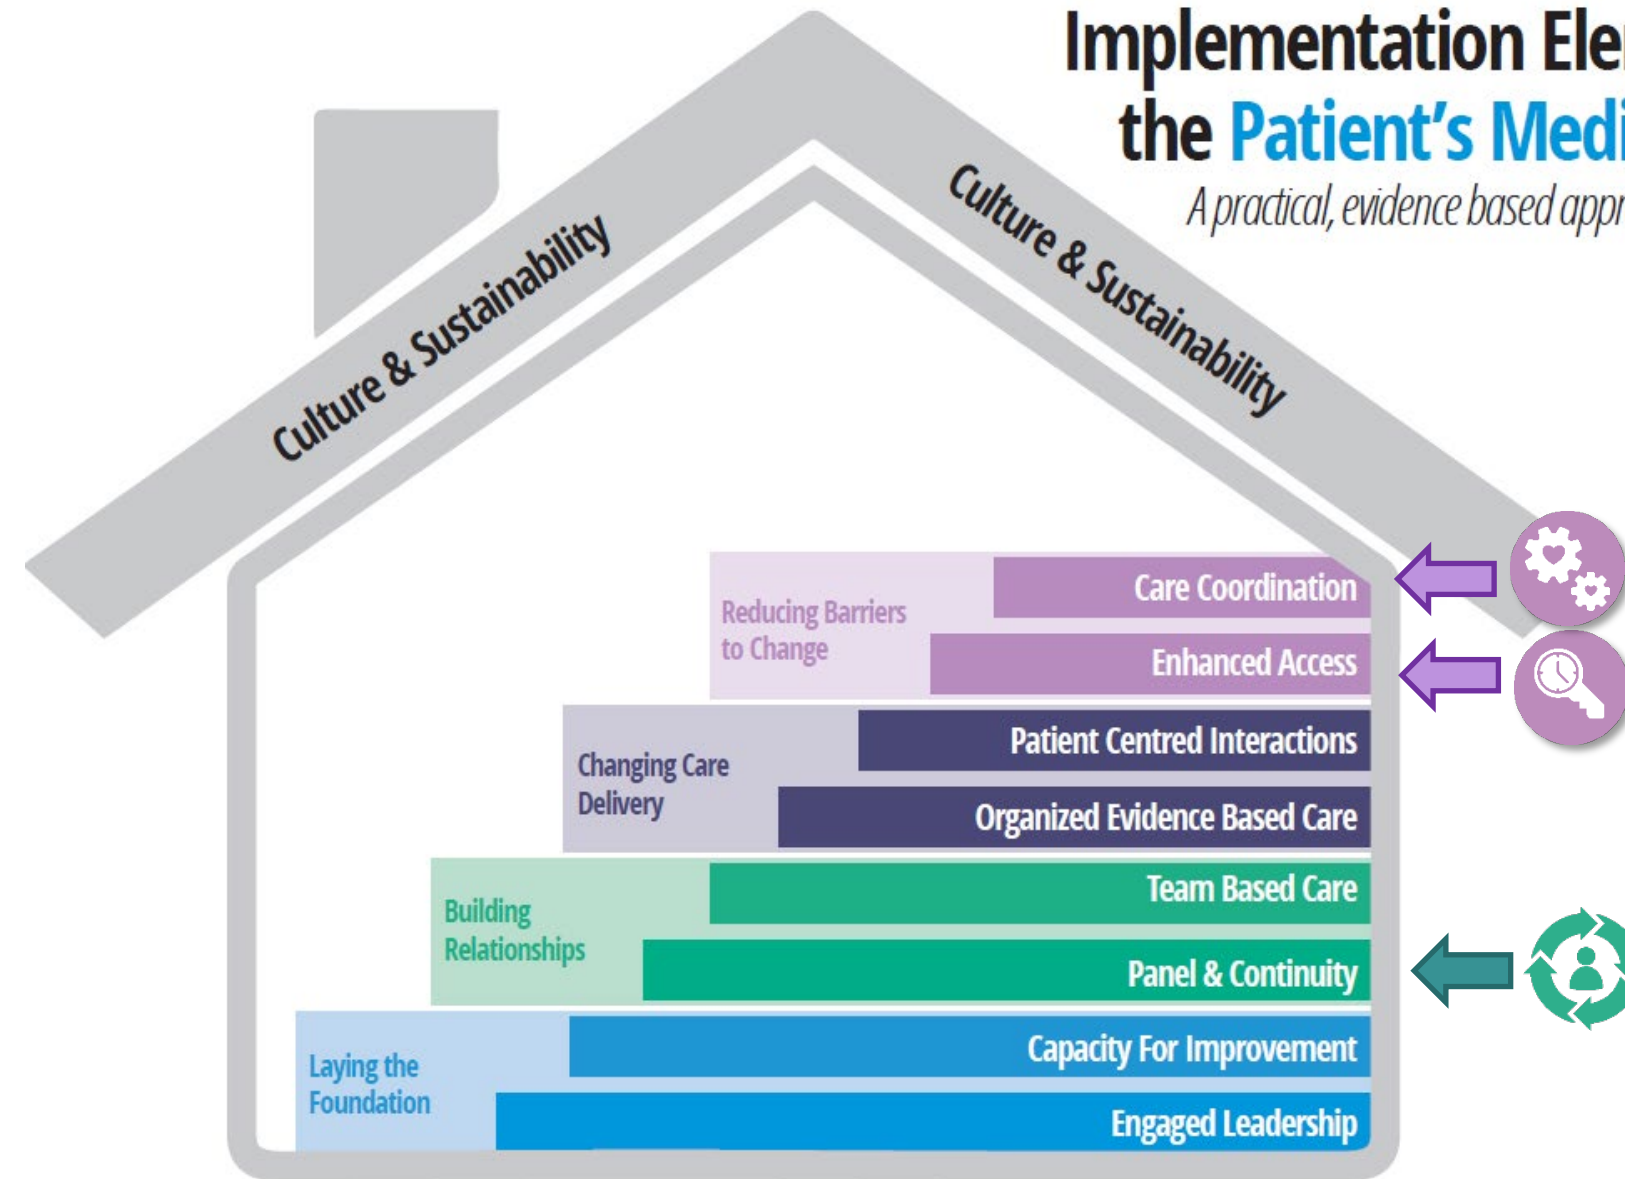 Implementation Ele
the Patient's Medi
A practical, evidence based appr
Culture & Sustainability
Culture & Sustainability
Reducing Barriers
to Change
Care Coordination
Enhanced Access
Changing Care
Delivery
Patient Centred Interactions
Organized Evidence Based Care
Building
Relationships
Team Based Care
Panel & Continuity
Laying the
Foundation
Capacity For Improvement
Engaged Leadership